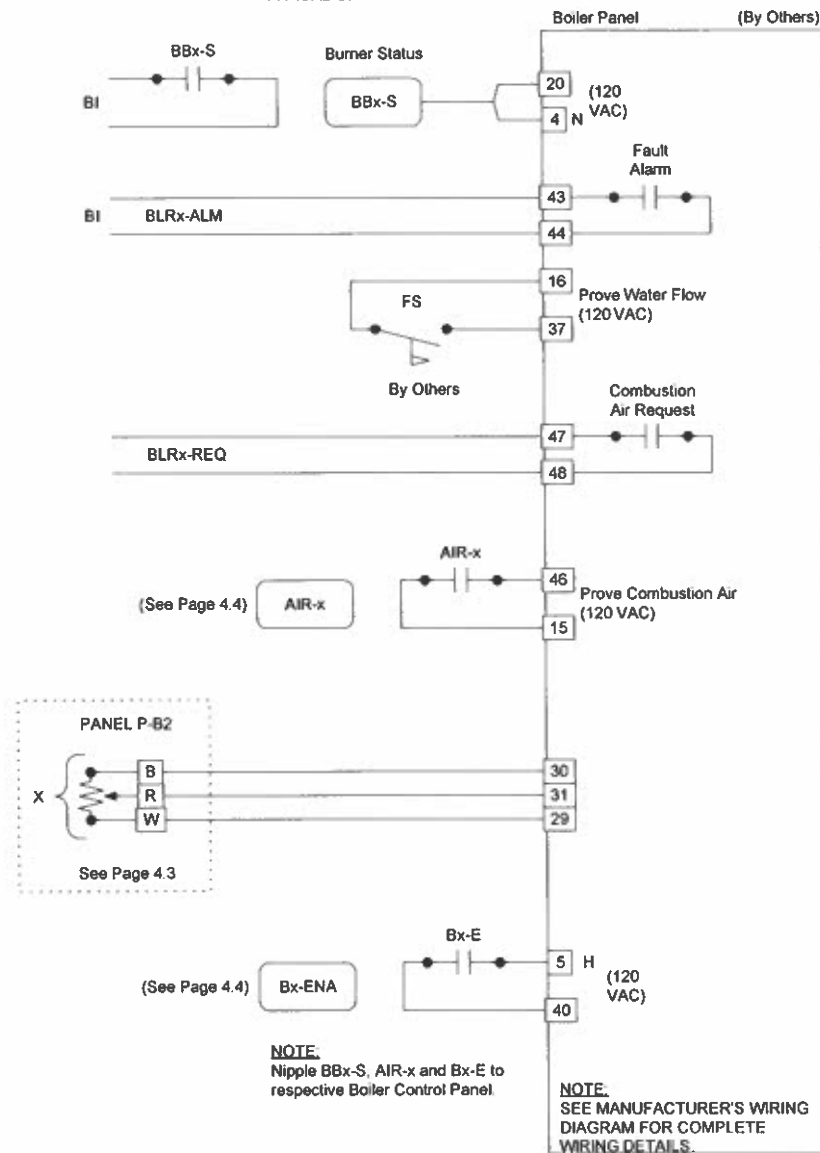 Boiler Panel (By Others)
BBx-S
Burner Status
BI
BBx-S
20
4 N
(120
VAC)
Fault
Alarm
BI
BLRx-ALM
43
44
16
FS
Prove Water Flow
(120 VAC)
37
By Others
Combustion
Air Request
47
BLRx-REQ
48
AIR-x
46
(See Page 4.4)
AIR-x
Prove Combustion Air
(120 VAC)
15
PANEL P-B2
X
B
30
R
31
W
29
See Page 4.3
Bx-E
5 H
(See Page 4.4)
Bx-ENA
(120
VAC)
40
NOTE:
Nipple BBx-S, AIR-x and Bx-E to
respective Boiler Control Panel.
NOTE:
SEE MANUFACTURER'S WIRING
DIAGRAM FOR COMPLETE
WIRING DETAILS.